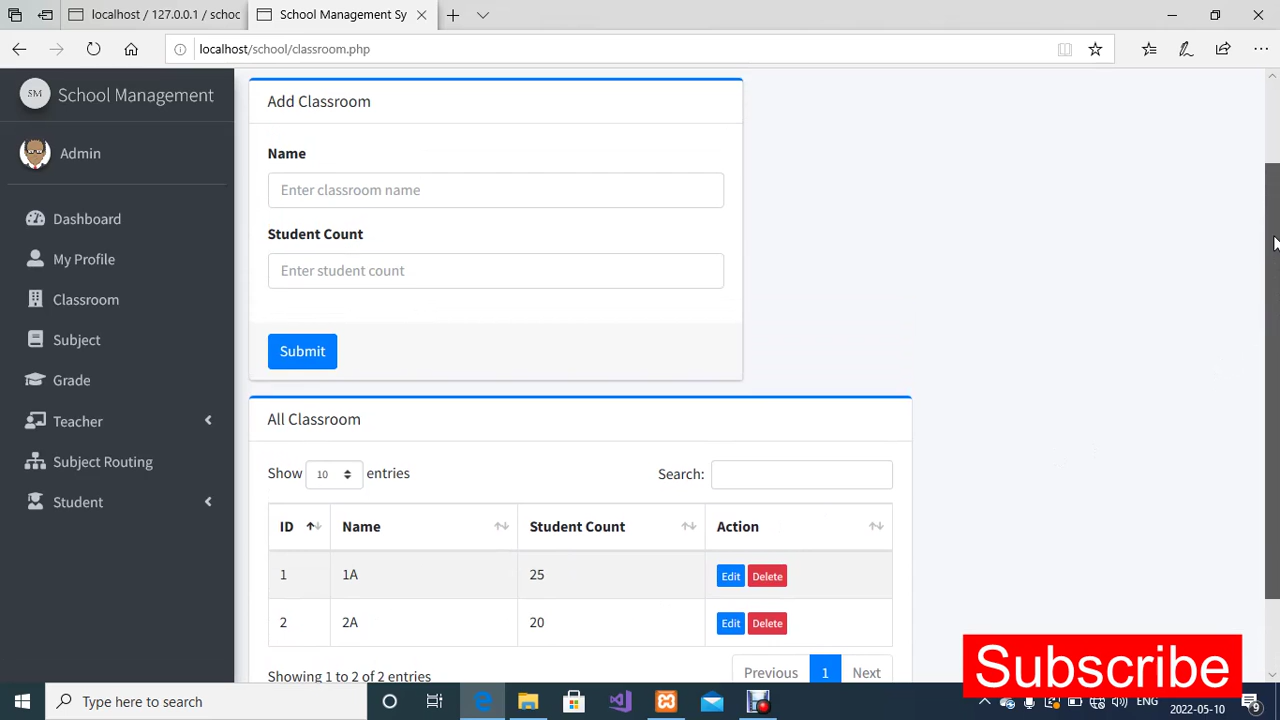 localhost / 127.0.0.1 / schoc
School Management Sy
localhost/school/classroom.php
SM School Management
Admin
Dashboard
My Profile
Classroom
Subject
Grade
Teacher
Subject Routing
Student
Add Classroom
Name
Enter classroom name
Student Count
Enter student count
Submit
All Classroom
Show 10 entries Search:
ID Name Student Count Action
1 1A 25 Edit Delete
2 2A 20 Edit Delete
Showing 1 to 2 of 2 entries Previous 1 Next
Subscribe
Type here to search
ENG 2022-05-10 9